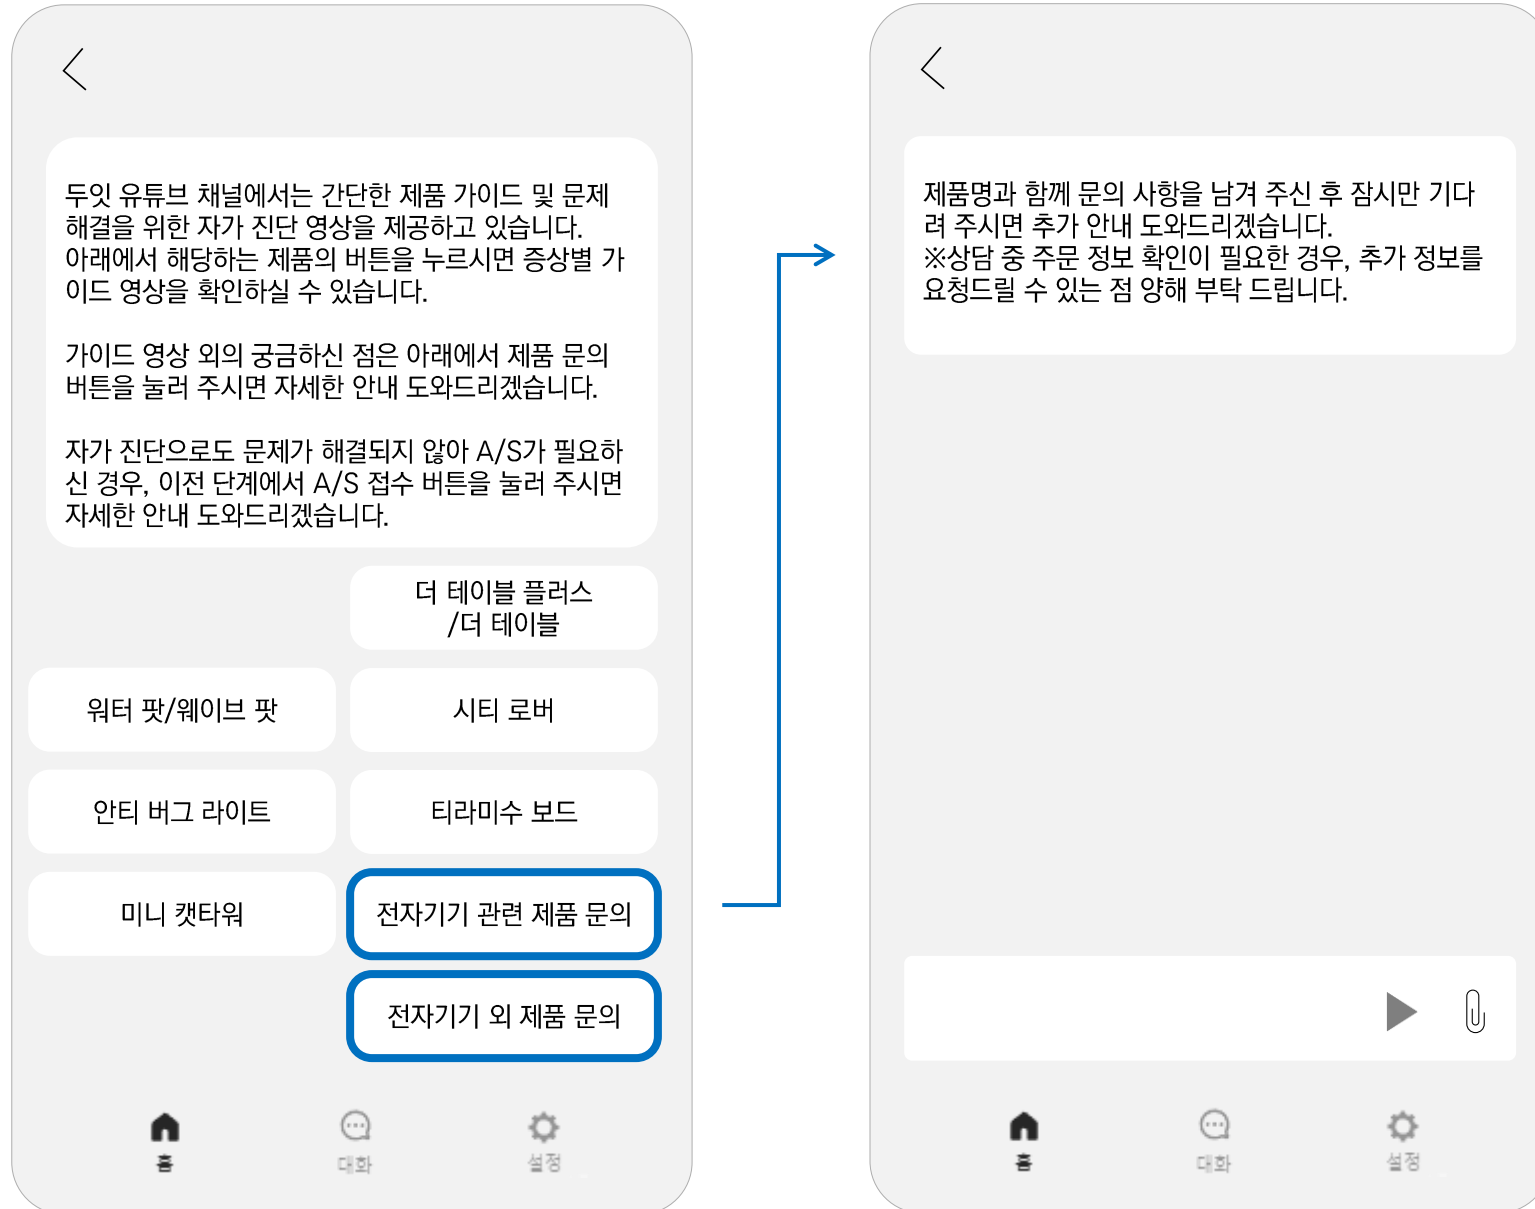 두잇 유튜브 채널에서는 간단한 제품 가이드 및 문제
해결을 위한 자가 진단 영상을 제공하고 있습니다.
아래에서 해당하는 제품의 버튼을 누르시면 증상별 가
이드 영상을 확인하실 수 있습니다.
가이드 영상 외의 궁금하신 점은 아래에서 제품 문의
버튼을 눌러 주시면 자세한 안내 도와드리겠습니다.
자가 진단으로도 문제가 해결되지 않아 A/S가 필요하
신 경우, 이전 단계에서 A/S 접수 버튼을 눌러 주시면
자세한 안내 도와드리겠습니다.
더 테이블 플러스
/더 테이블
워터 팟/웨이브 팟
시티 로버
안티 버그 라이트
티라미수 보드
미니 캣타워
전자기기 관련 제품 문의
전자기기 외 제품 문의
홈
대화
설정
제품명과 함께 문의 사항을 남겨 주신 후 잠시만 기다
려 주시면 추가 안내 도와드리겠습니다.
※상담 중 주문 정보 확인이 필요한 경우, 추가 정보를
요청드릴 수 있는 점 양해 부탁 드립니다.
홈
대화
설정